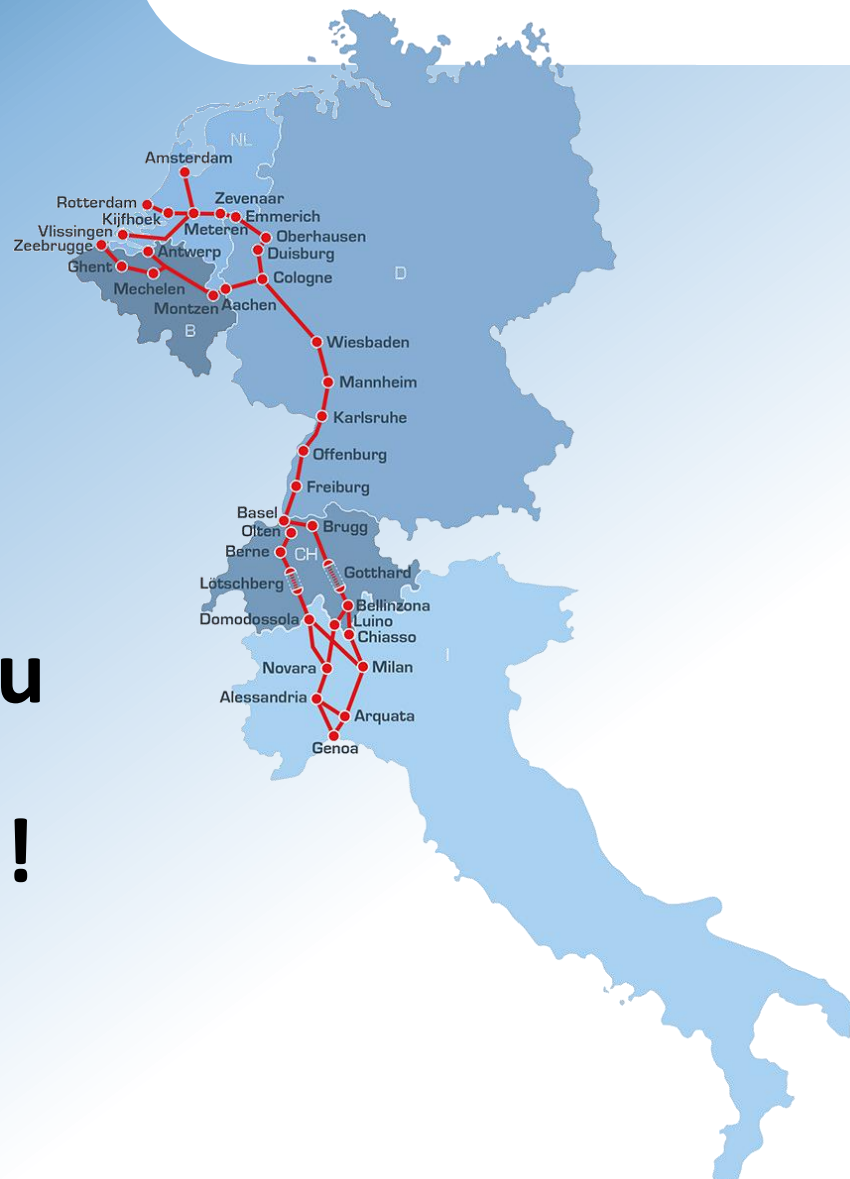 NL
Amsterdam
Rotterdam
Zevenaar
Kijfhoek
Emmerich
Vlissingen
Meteren
Zeebrugge
Oberhausen
Antwerp
Duisburg
Ghent
D
Cologne
Mechelen
Montzen
Aachen
B
Wiesbaden
Mannheim
Karlsruhe
Offenburg
Freiburg
Basel
Brugg
Olten
Berne
CH
Gotthard
Lötschberg
Bellinzona
Domodossola
Luino
Chiasso
I
Novara
Milan
u
Alessandria
Arquata
Genoa
!